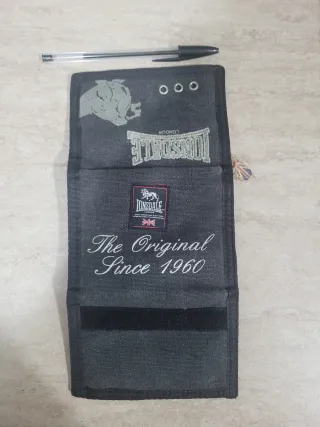 LONSDALE
LONDON
LONSDALE
The Original
Since 1960